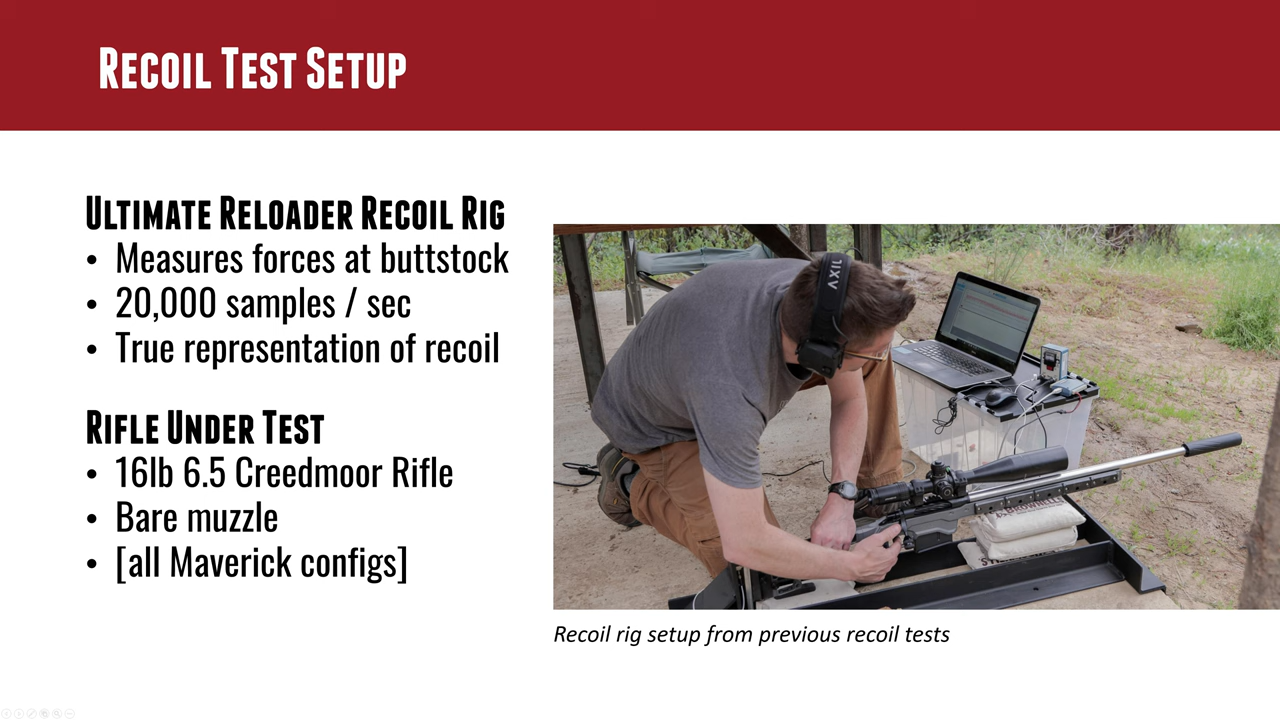 Recoil Test Setup
Ultimate Reloader Recoil Rig
• Measures forces at buttstock
• 20,000 samples / sec
• True representation of recoil
Rifle Under Test
• 16lb 6.5 Creedmoor Rifle
• Bare muzzle
• [all Maverick configs]
AXIL
Recoil rig setup from previous recoil tests